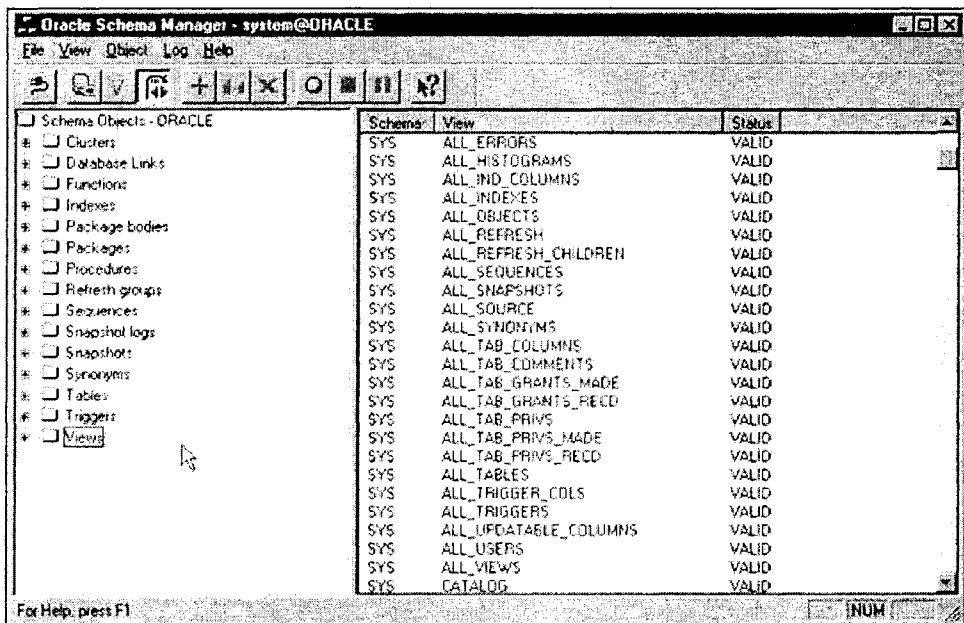 Oracle Schema Manager - system@ORACLE
File View Object Log Help
Schema Objects - ORACLE
Clusters
Database Links
Functions
Indexes
Package bodies
Packages
Procedures
Refresh groups
Sequences
Snapshot logs
Snapshots
Synonyms
Tables
Triggers
Views
Schema View Status
SYS ALL_ERRORS VALID
SYS ALL_HISTOGRAMS VALID
SYS ALL_IND_COLUMNS VALID
SYS ALL_INDEXES VALID
SYS ALL_OBJECTS VALID
SYS ALL_REFRESH VALID
SYS ALL_REFRESH_CHILDREN VALID
SYS ALL_SEQUENCES VALID
SYS ALL_SNAPSHOTS VALID
SYS ALL_SOURCE VALID
SYS ALL_SYNONYMS VALID
SYS ALL_TAB_COLUMNS VALID
SYS ALL_TAB_COMMENTS VALID
SYS ALL_TAB_GRANTS_MADE VALID
SYS ALL_TAB_GRANTS_RECD VALID
SYS ALL_TAB_PRIVS VALID
SYS ALL_TAB_PRIVS_MADE VALID
SYS ALL_TAB_PRIVS_RECD VALID
SYS ALL_TABLES VALID
SYS ALL_TRIGGER_COLS VALID
SYS ALL_TRIGGERS VALID
SYS ALL_UPDATABLE_COLUMNS VALID
SYS ALL_USERS VALID
SYS ALL_VIEWS VALID
SYS CATALOG VALID
For Help, press F1
NUM